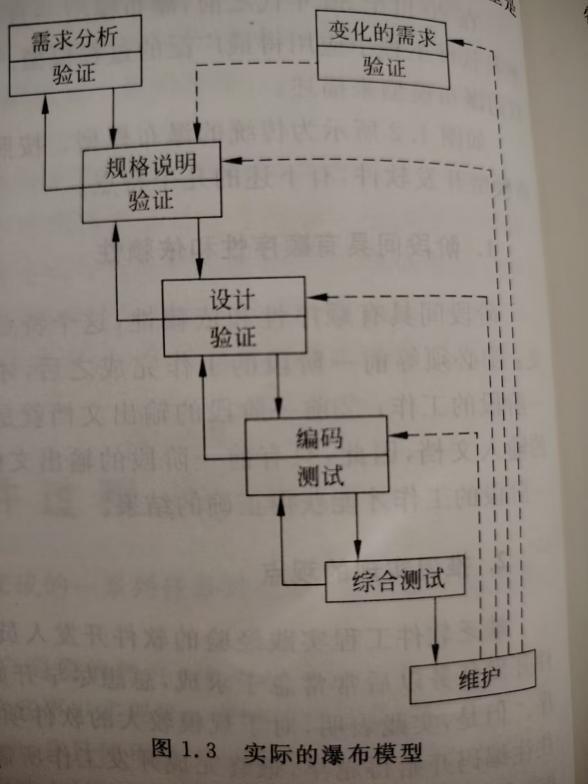 需求分析
验证
变化的需求
验证
规格说明
验证
设计
验证
编码
测试
综合测试
维护
图 1.3 实际的瀑布模型